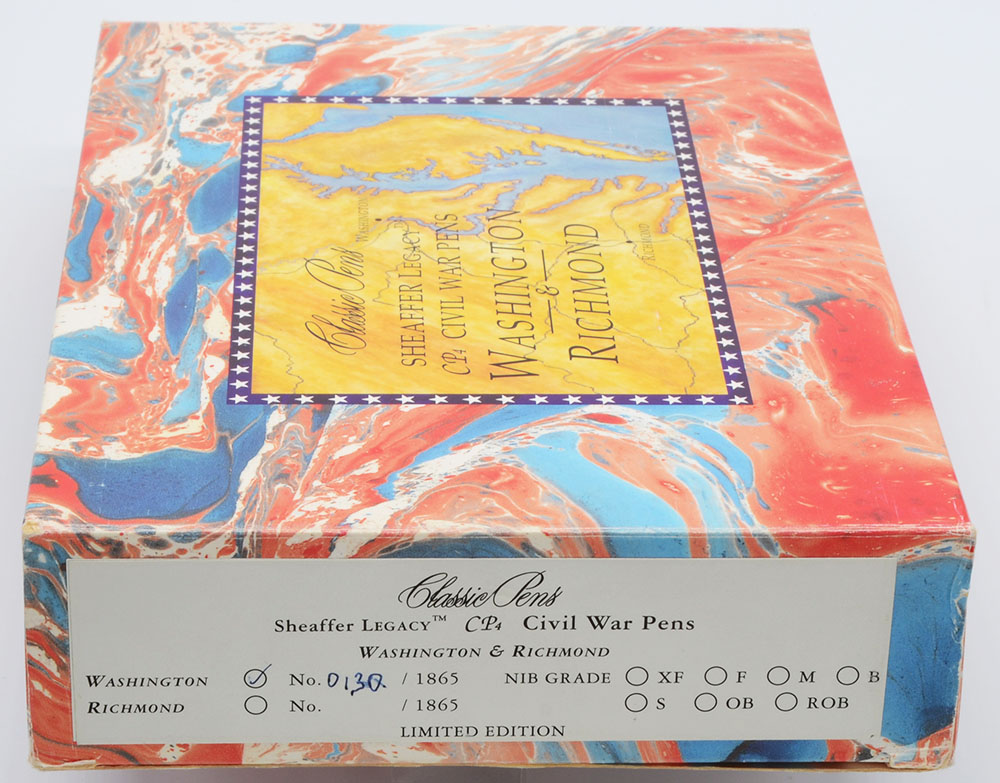 Classic Pens
SHEAFFER LEGACY
CP4 CIVIL WAR PENS
WASHINGTON
&
RICHMOND
WASHINGTON
RICHMOND
Classic Pens
Sheaffer LEGACY™ CP4 Civil War Pens
WASHINGTON & RICHMOND
WASHINGTON No. 0130 / 1865 NIB GRADE XF F M B
RICHMOND No. / 1865 S OB ROB
LIMITED EDITION